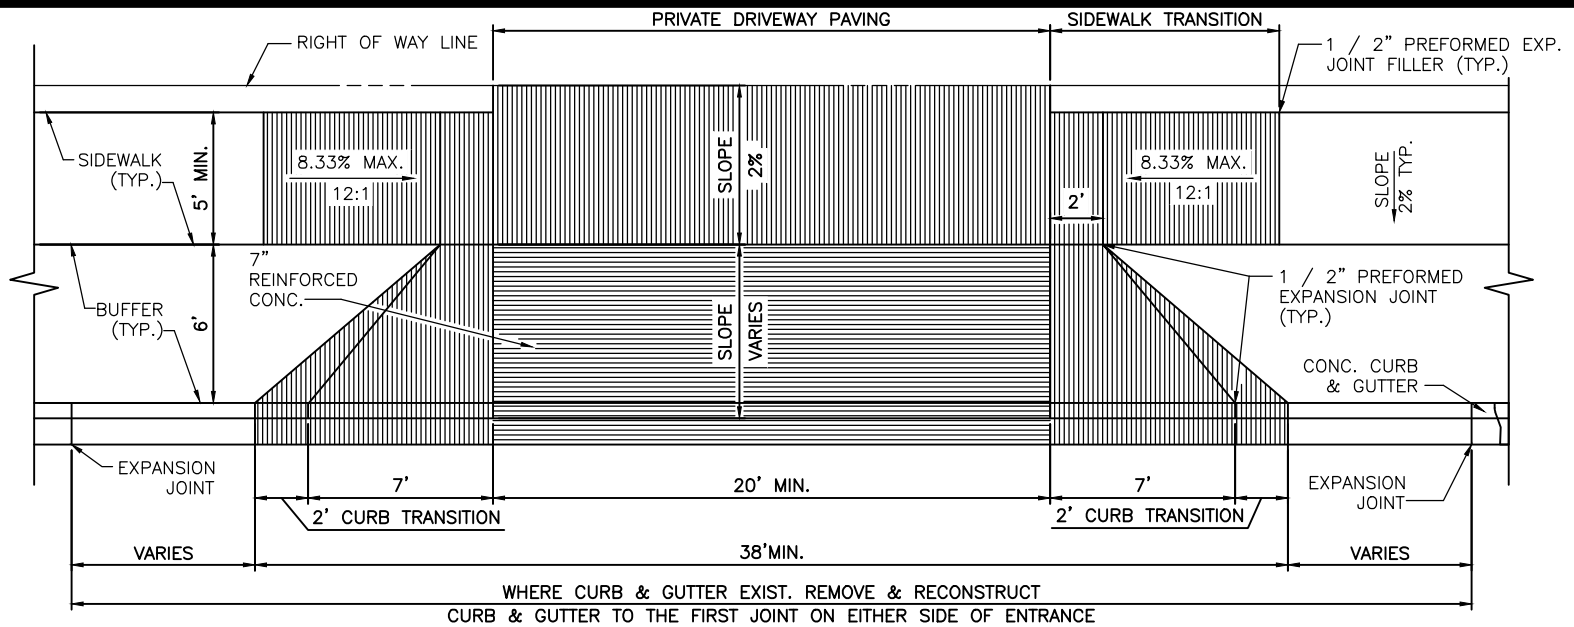 PRIVATE DRIVEWAY PAVING
SIDEWALK TRANSITION
RIGHT OF WAY LINE
1 / 2" PREFORMED EXP.
JOINT FILLER (TYP.)
SIDEWALK
(TYP.)
5' MIN.
8.33% MAX.
12:1
SLOPE
2%
8.33% MAX.
12:1
2'
SLOPE
2% TYP.
7"
REINFORCED
CONC.
BUFFER
(TYP.)
6'
SLOPE
VARIES
1 / 2" PREFORMED
EXPANSION JOINT
(TYP.)
CONC. CURB
& GUTTER
EXPANSION
JOINT
7'
20' MIN.
7'
EXPANSION
JOINT
2' CURB TRANSITION
2' CURB TRANSITION
VARIES
38'MIN.
VARIES
WHERE CURB & GUTTER EXIST. REMOVE & RECONSTRUCT
CURB & GUTTER TO THE FIRST JOINT ON EITHER SIDE OF ENTRANCE